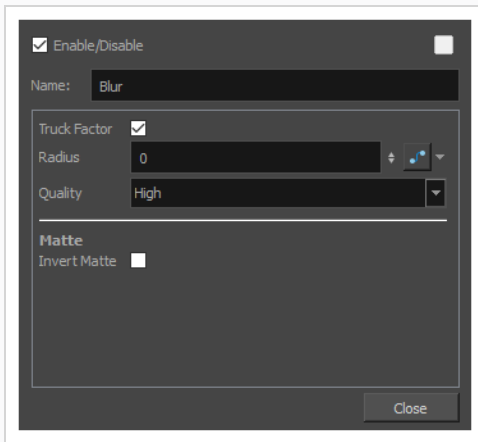 Enable/Disable
Name: Blur
Truck Factor
Radius 0
Quality High
Matte
Invert Matte
Close